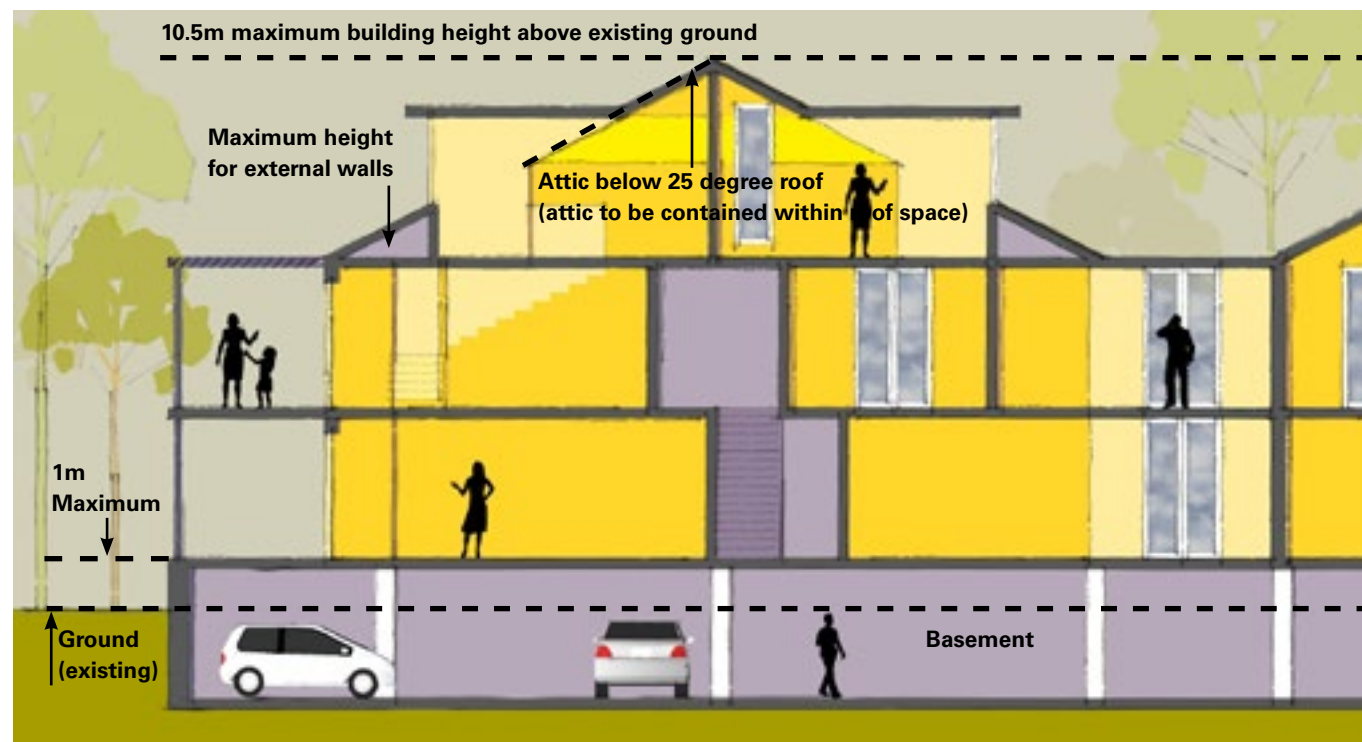 10.5m maximum building height above existing ground
Maximum height
for external walls
Attic below 25 degree roof
(attic to be contained within of space)
1m
Maximum
Ground
(existing)
Basement